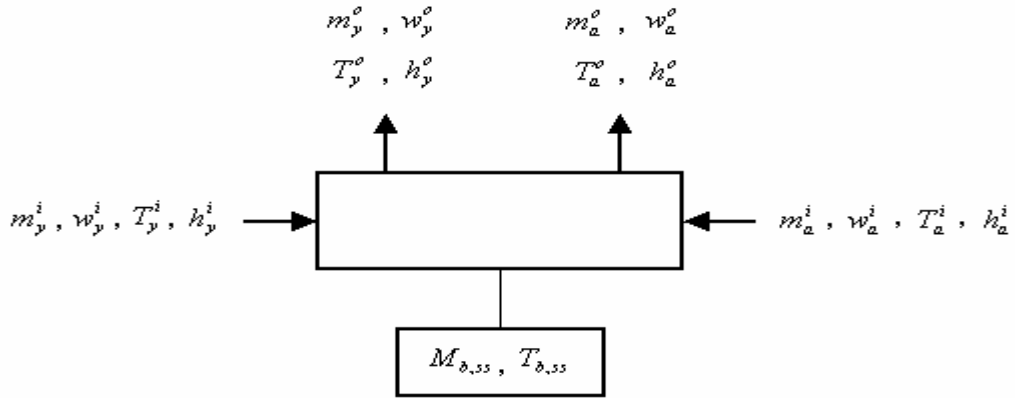 m_y^o , w_y^o m_a^o , w_a^o
T_y^o , h_y^o T_a^o , h_a^o
m_y^i , w_y^i , T_y^i , h_y^i m_a^i , w_a^i , T_a^i , h_a^i
M_{b,ss} , T_{b,ss}